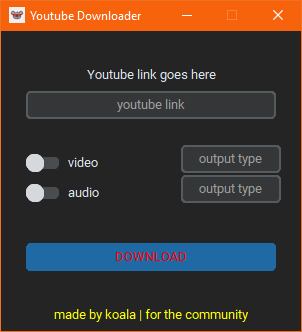 Youtube Downloader
Youtube link goes here
youtube link
video
output type
audio
output type
DOWNLOAD
made by koala | for the community